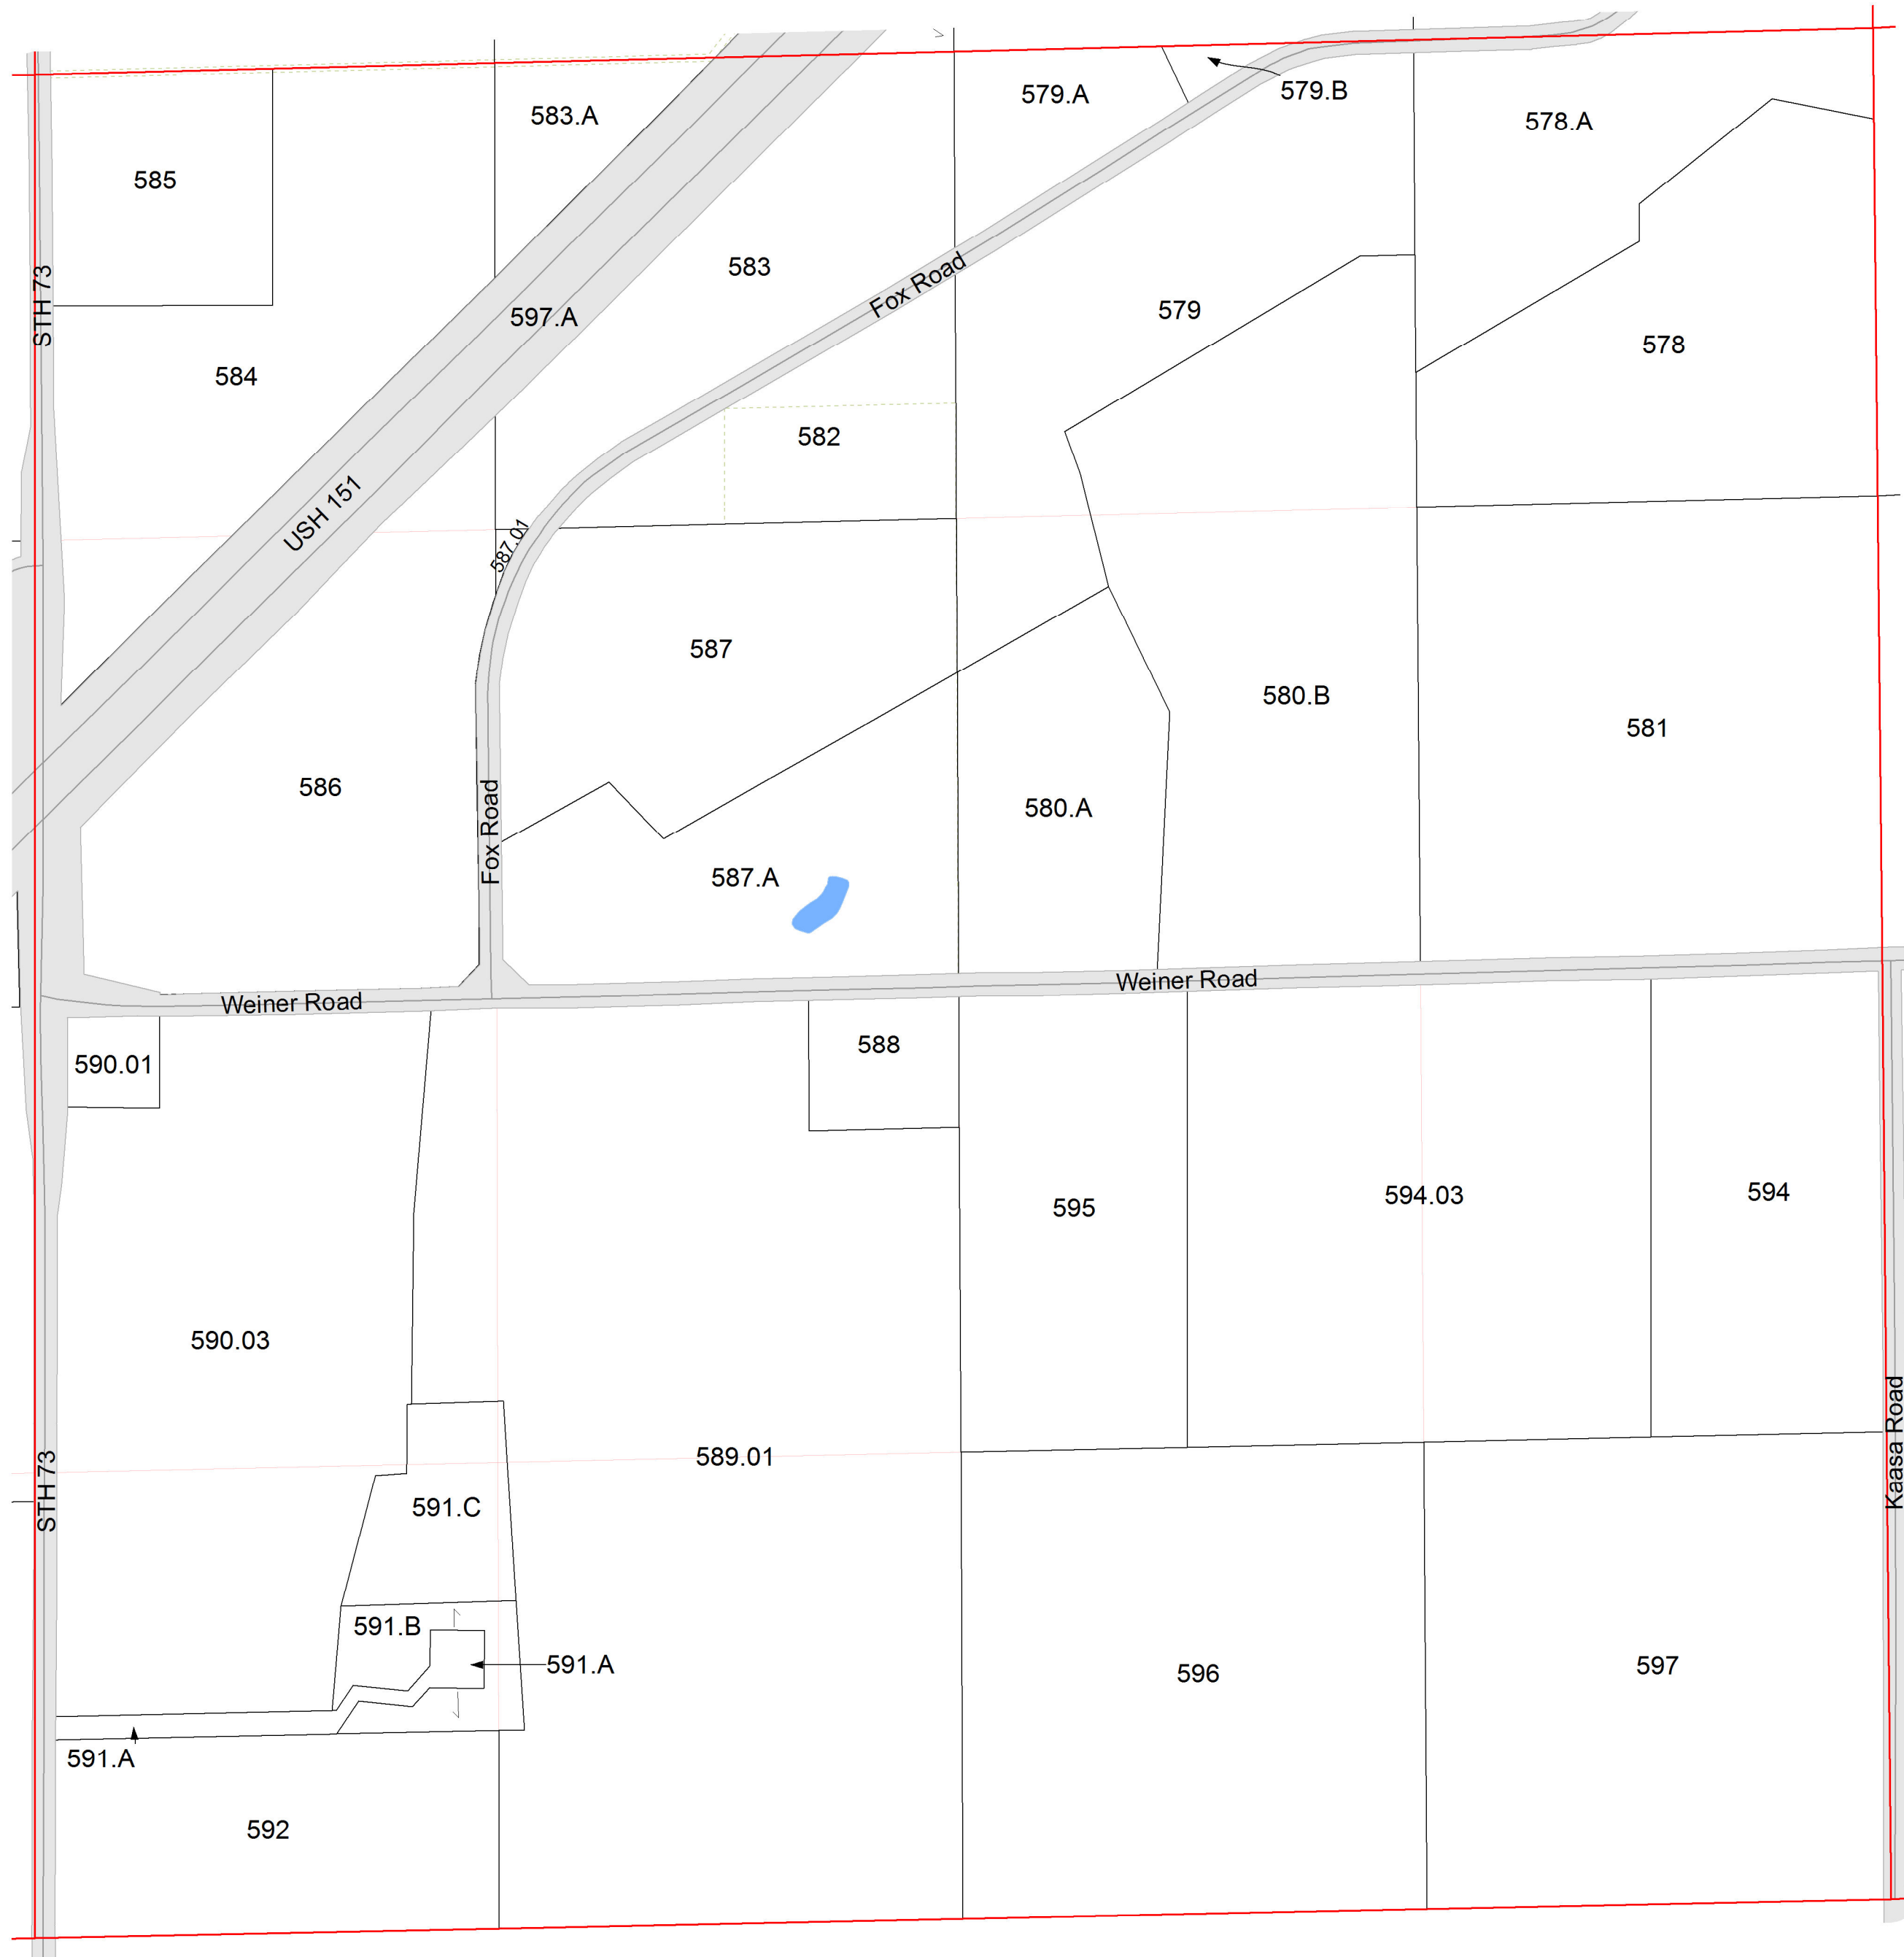 579.A
579.B
583.A
578.A
585
STH 73
583
Fox Road
597.A
579
578
584
582
USH 151
587.01
587
580.B
581
586
580.A
Fox Road
587.A
Weiner Road
Weiner Road
590.01
588
595
594.03
594
590.03
589.01
Kaasa Road
STH 73
591.C
591.B
591.A
596
597
591.A
592